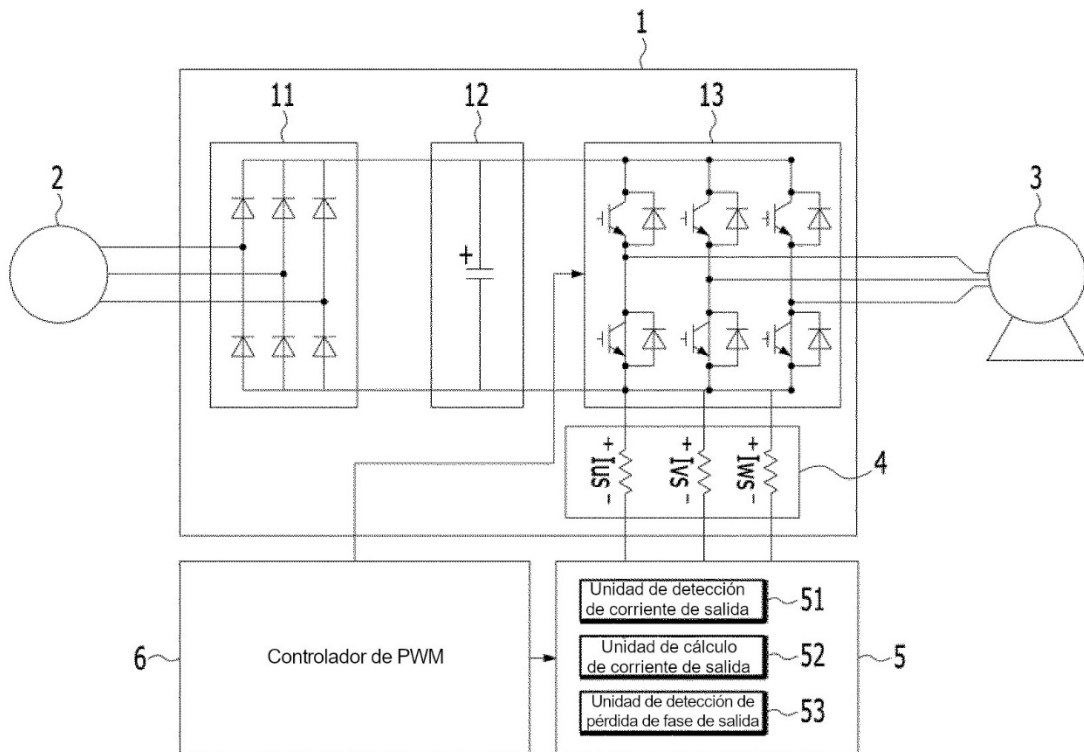 1
11
12
13
2
3
+
+ Ius -
+ Ivs -
+ Iws -
4
Unidad de detección
de corriente de salida
51
6
Controlador de PWM
Unidad de cálculo
de corriente de salida
52
5
Unidad de detección de
pérdida de fase de salida
53